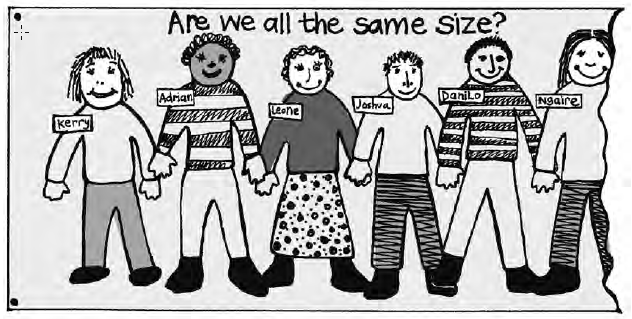 Are we all the same size?
Kerry
Adrian
Leone
Joshua
Danilo
Ngaire